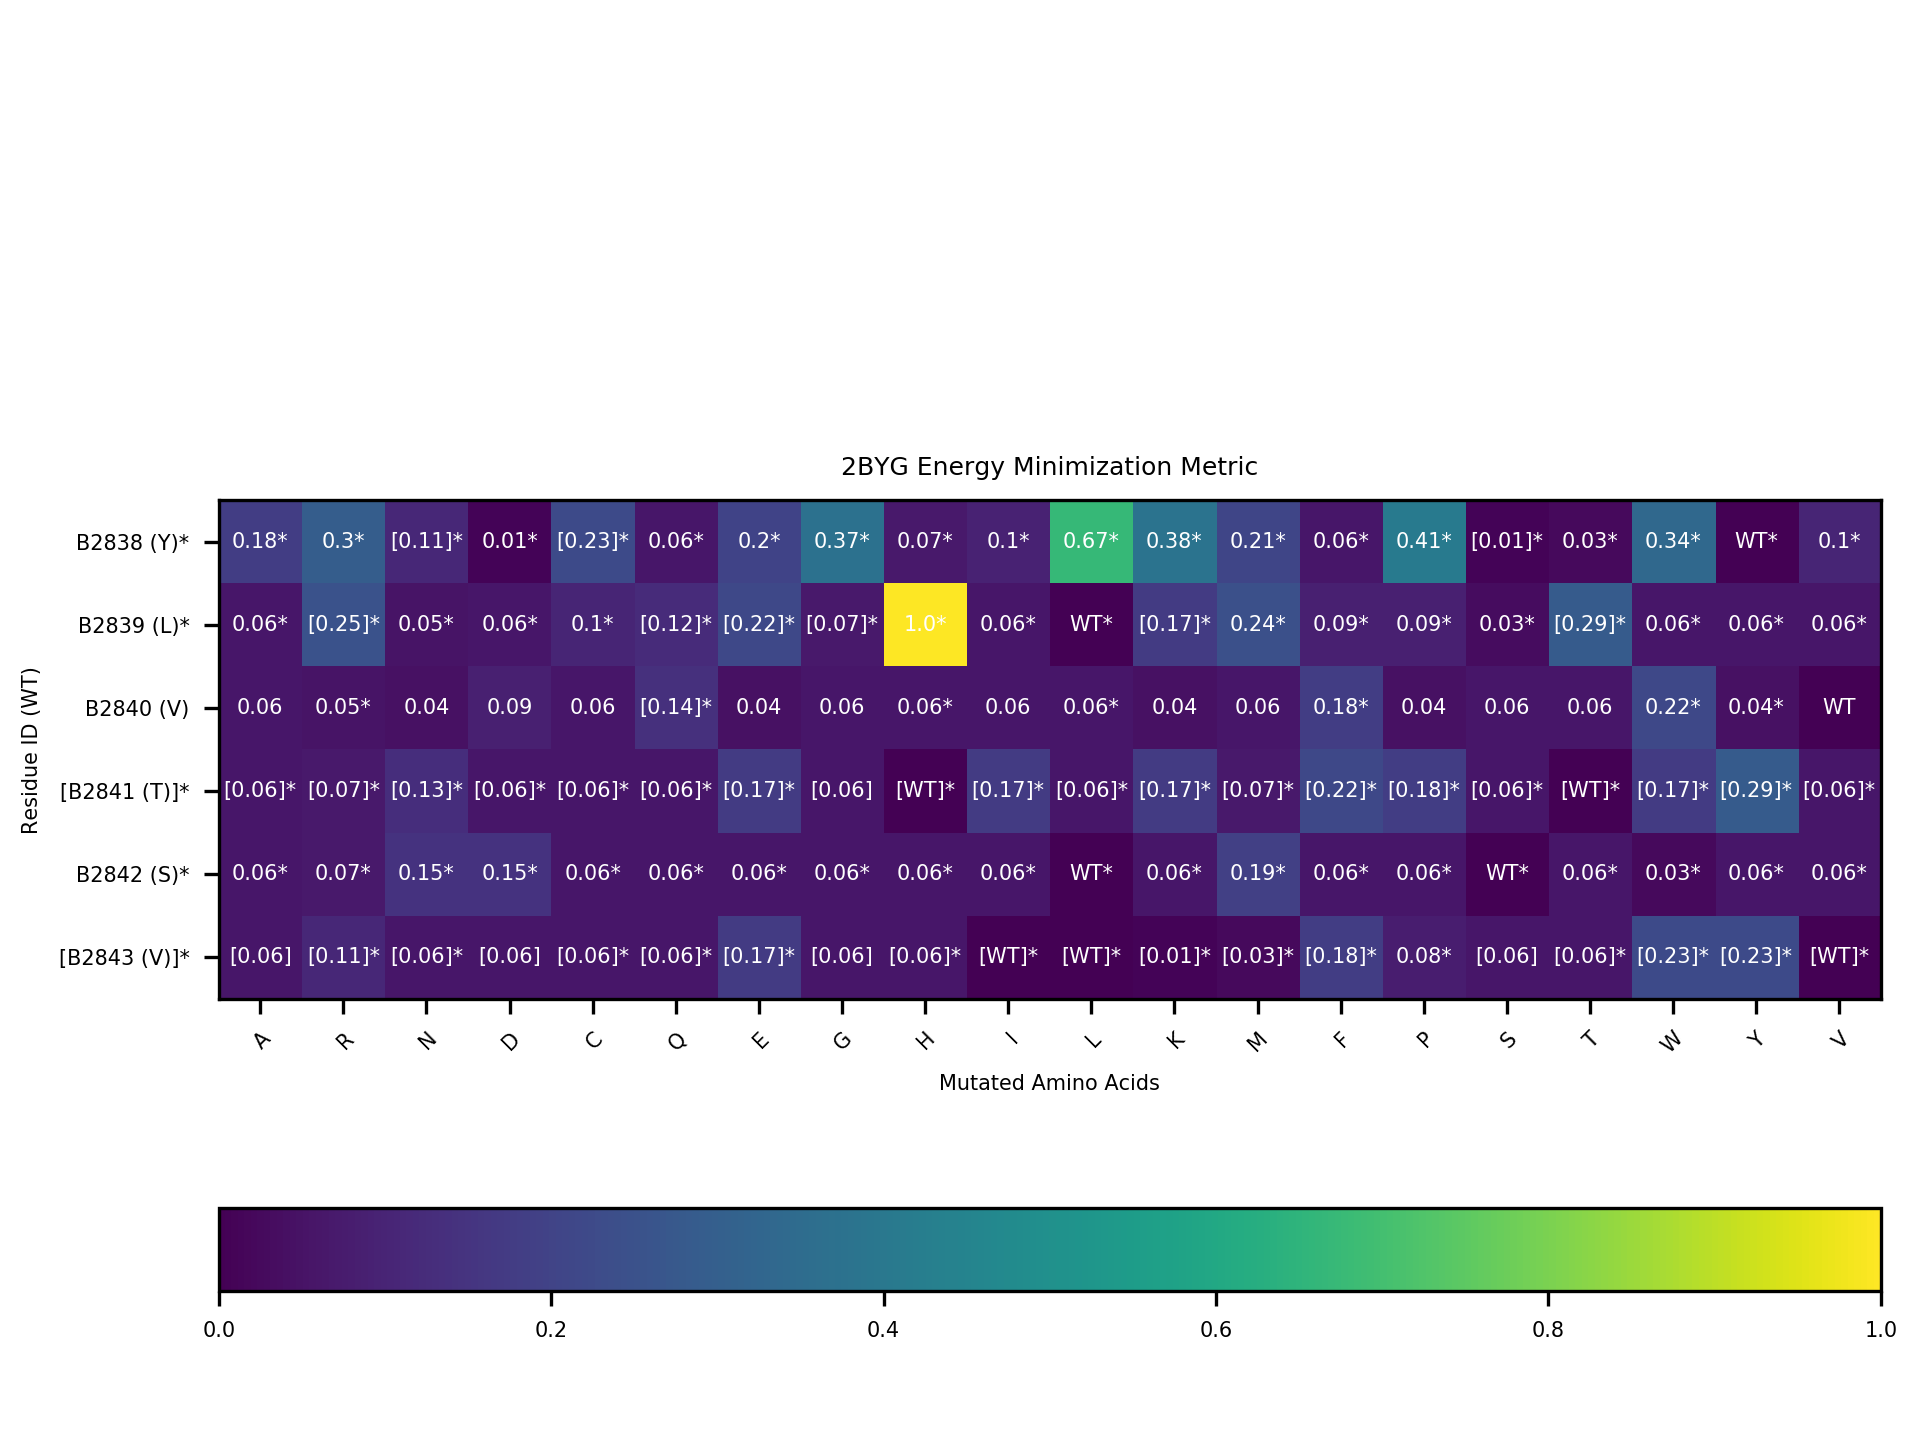 2BYG Energy Minimization Metric
Residue ID (WT)
B2838 (Y)* 0.18* 0.3* [0.11]* 0.01* [0.23]* 0.06* 0.2* 0.37* 0.07* 0.1* 0.67* 0.38* 0.21* 0.06* 0.41* [0.01]* 0.03* 0.34* WT* 0.1*
B2839 (L)* 0.06* [0.25]* 0.05* 0.06* 0.1* [0.12]* [0.22]* [0.07]* 1.0* 0.06* WT* [0.17]* 0.24* 0.09* 0.09* 0.03* [0.29]* 0.06* 0.06* 0.06*
B2840 (V) 0.06 0.05* 0.04 0.09 0.06 [0.14]* 0.04 0.06 0.06* 0.06 0.06* 0.04 0.06 0.18* 0.04 0.06 0.06 0.22* 0.04* WT
[B2841 (T)]* [0.06]* [0.07]* [0.13]* [0.06]* [0.06]* [0.06]* [0.17]* [0.06] [WT]* [0.17]* [0.06]* [0.17]* [0.07]* [0.22]* [0.18]* [0.06]* [WT]* [0.17]* [0.29]* [0.06]*
B2842 (S)* 0.06* 0.07* 0.15* 0.15* 0.06* 0.06* 0.06* 0.06* 0.06* 0.06* WT* 0.06* 0.19* 0.06* 0.06* WT* 0.06* 0.03* 0.06* 0.06*
[B2843 (V)]* [0.06] [0.11]* [0.06]* [0.06] [0.06]* [0.06]* [0.17]* [0.06] [0.06]* [WT]* [WT]* [0.01]* [0.03]* [0.18]* 0.08* [0.06] [0.06]* [0.23]* [0.23]* [WT]*
A R N D C Q E G H I L K M F P S T W Y V
Mutated Amino Acids
0.0 0.2 0.4 0.6 0.8 1.0